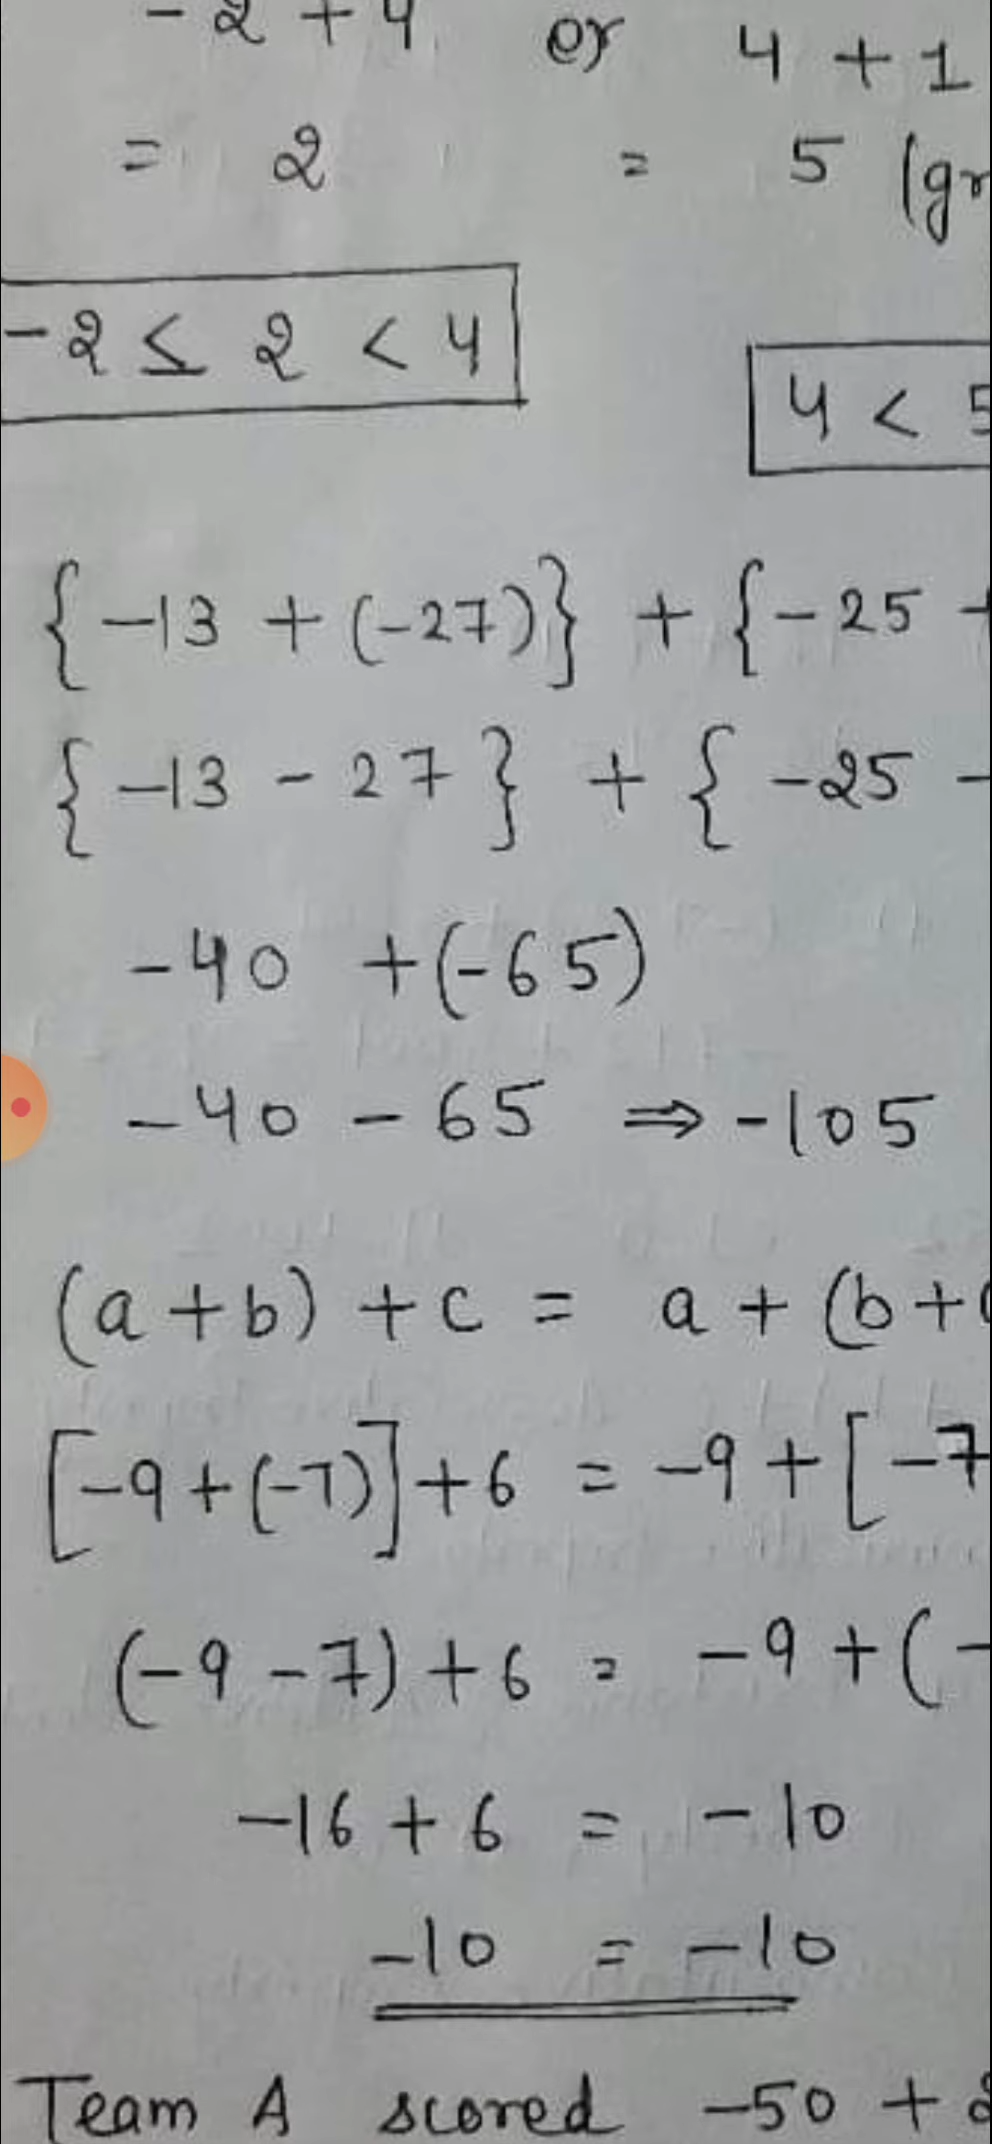 -2 + 4 or 4 + 1
= 2 = 5 (gr
-2 ≤ 2 < 4
4 < 5
{-13 + (-27)} + {-25 +
{-13 - 27} + {-25 -
-40 + (-65)
-40 - 65 ⇒ -105
(a + b) + c = a + (b + c
[-9 + (-7)] + 6 = -9 + [-7
(-9 - 7) + 6 = -9 + (-
-16 + 6 = -10
-10 = -10
Team A scored -50 +